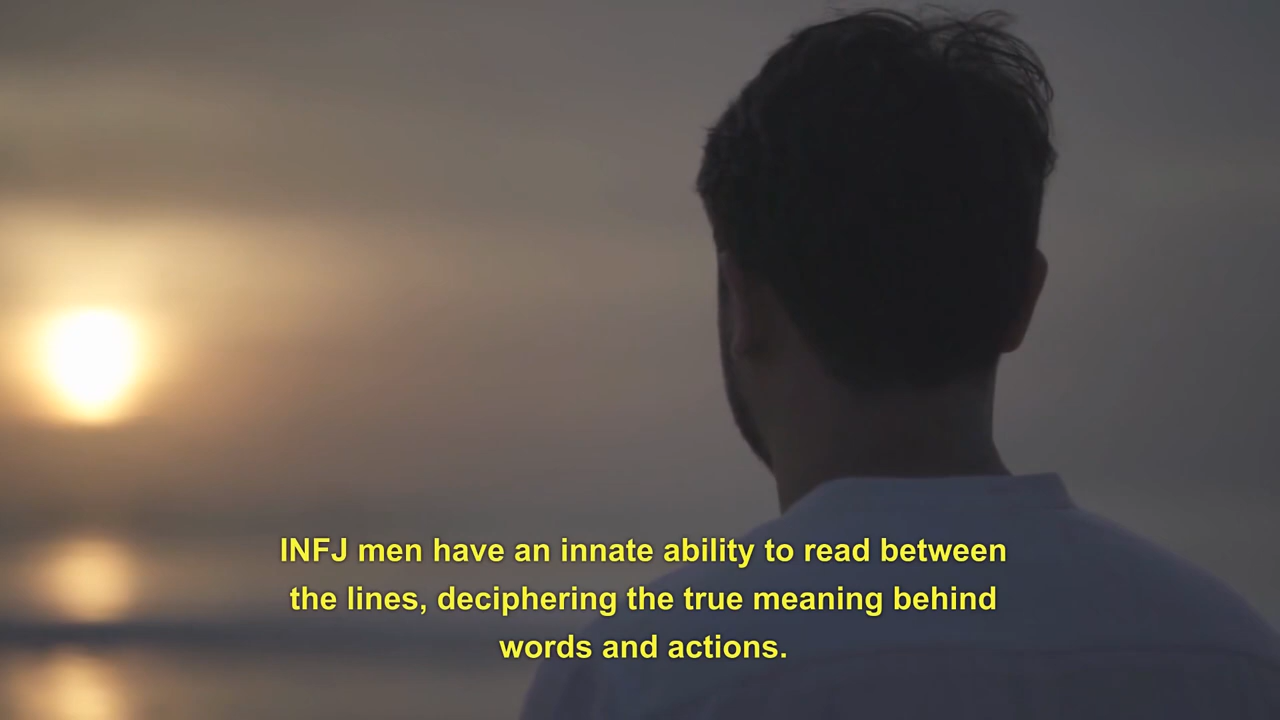 INFJ men have an innate ability to read between
the lines, deciphering the true meaning behind
words and actions.